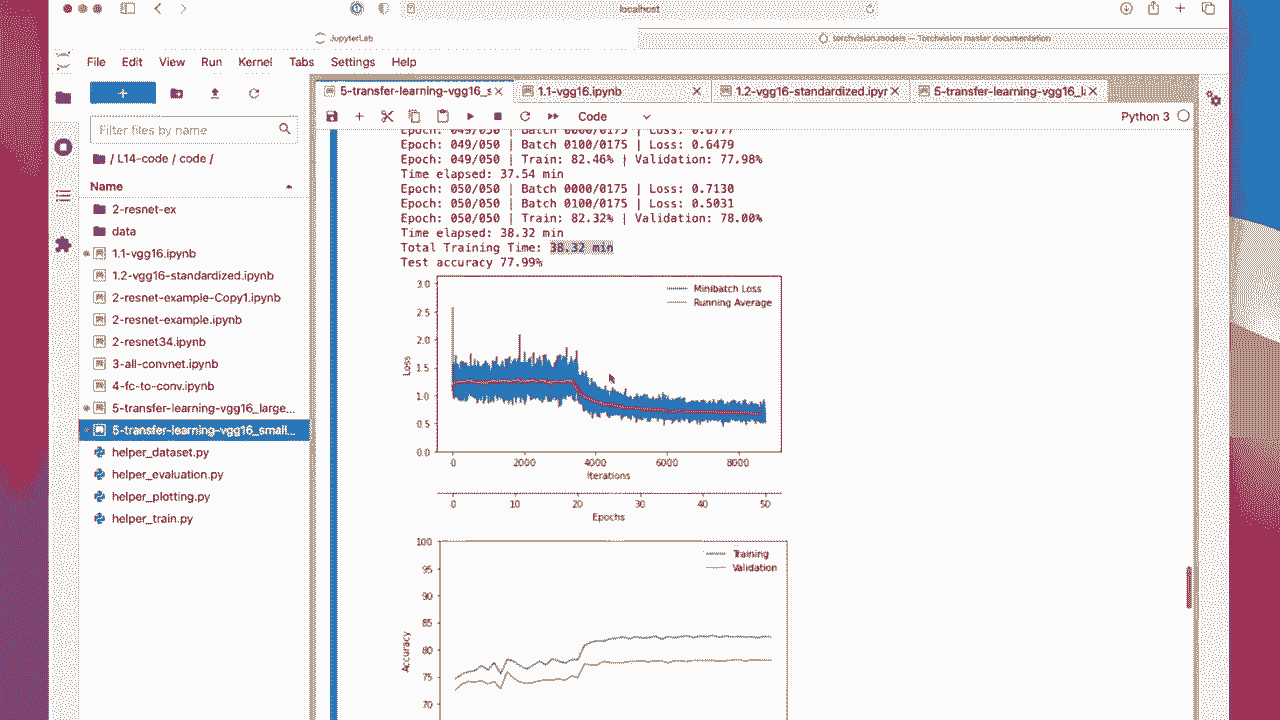 localhost
JupyterLab
torchvision.models — Torchvision master documentation
File Edit View Run Kernel Tabs Settings Help
5-transfer-learning-vgg16_s
1.1-vgg16.ipynb
1.2-vgg16-standardized.ipyr
5-transfer-learning-vgg16_la
Filter files by name
Code
Python 3
/ L14-code / code /
Name
2-resnet-ex
data
1.1-vgg16.ipynb
1.2-vgg16-standardized.ipynb
2-resnet-example-Copy1.ipynb
2-resnet-example.ipynb
2-resnet34.ipynb
3-all-convnet.ipynb
4-fc-to-conv.ipynb
5-transfer-learning-vgg16_large...
5-transfer-learning-vgg16_small...
helper_dataset.py
helper_evaluation.py
helper_plotting.py
helper_train.py
Epoch: 049/050 | Batch 0000/0175 | Loss: 0.6777
Epoch: 049/050 | Batch 0100/0175 | Loss: 0.6479
Epoch: 049/050 | Train: 82.46% | Validation: 77.98%
Time elapsed: 37.54 min
Epoch: 050/050 | Batch 0000/0175 | Loss: 0.7130
Epoch: 050/050 | Batch 0100/0175 | Loss: 0.5031
Epoch: 050/050 | Train: 82.32% | Validation: 78.00%
Time elapsed: 38.32 min
Total Training Time: 38.32 min
Test accuracy 77.99%
3.0
2.5
2.0
1.5
1.0
0.5
0.0
Loss
Minibatch Loss
Running Average
0 2000 4000 6000 8000
Iterations
0 10 20 30 40 50
Epochs
100
95
90
85
80
75
70
Accuracy
Training
Validation